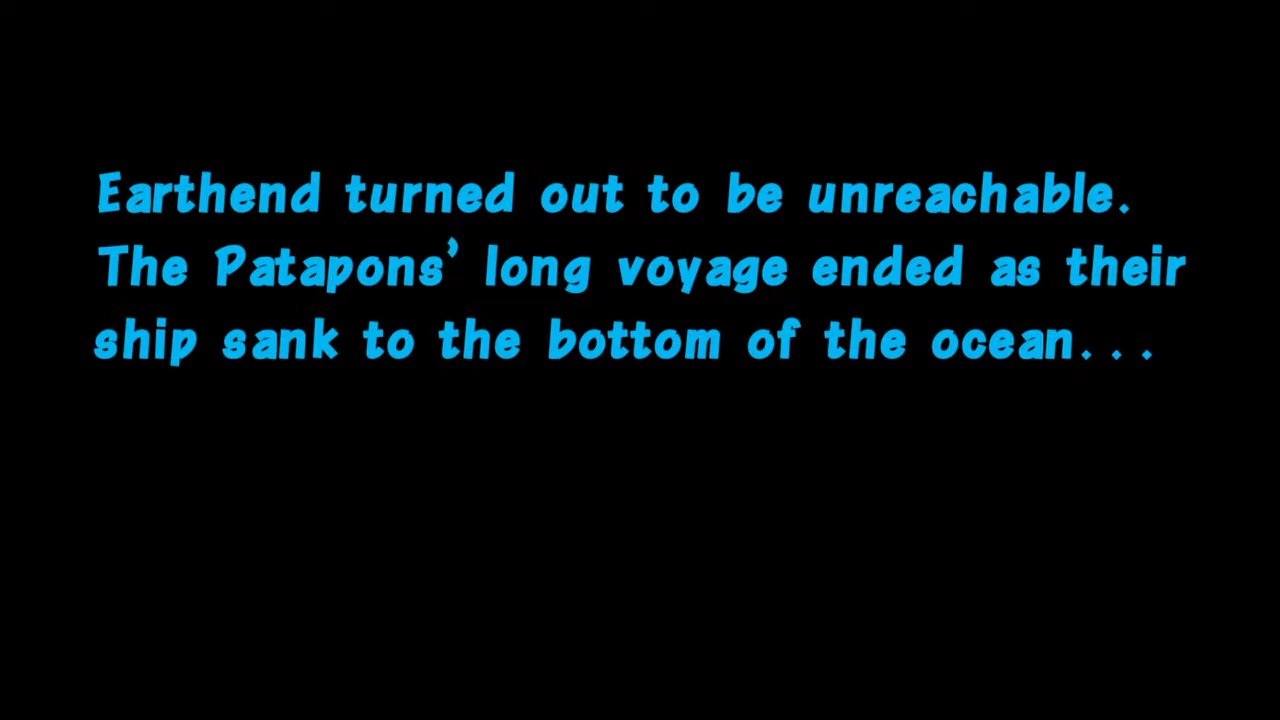 Earthend turned out to be unreachable.
The Patapons’ long voyage ended as their
ship sank to the bottom of the ocean...